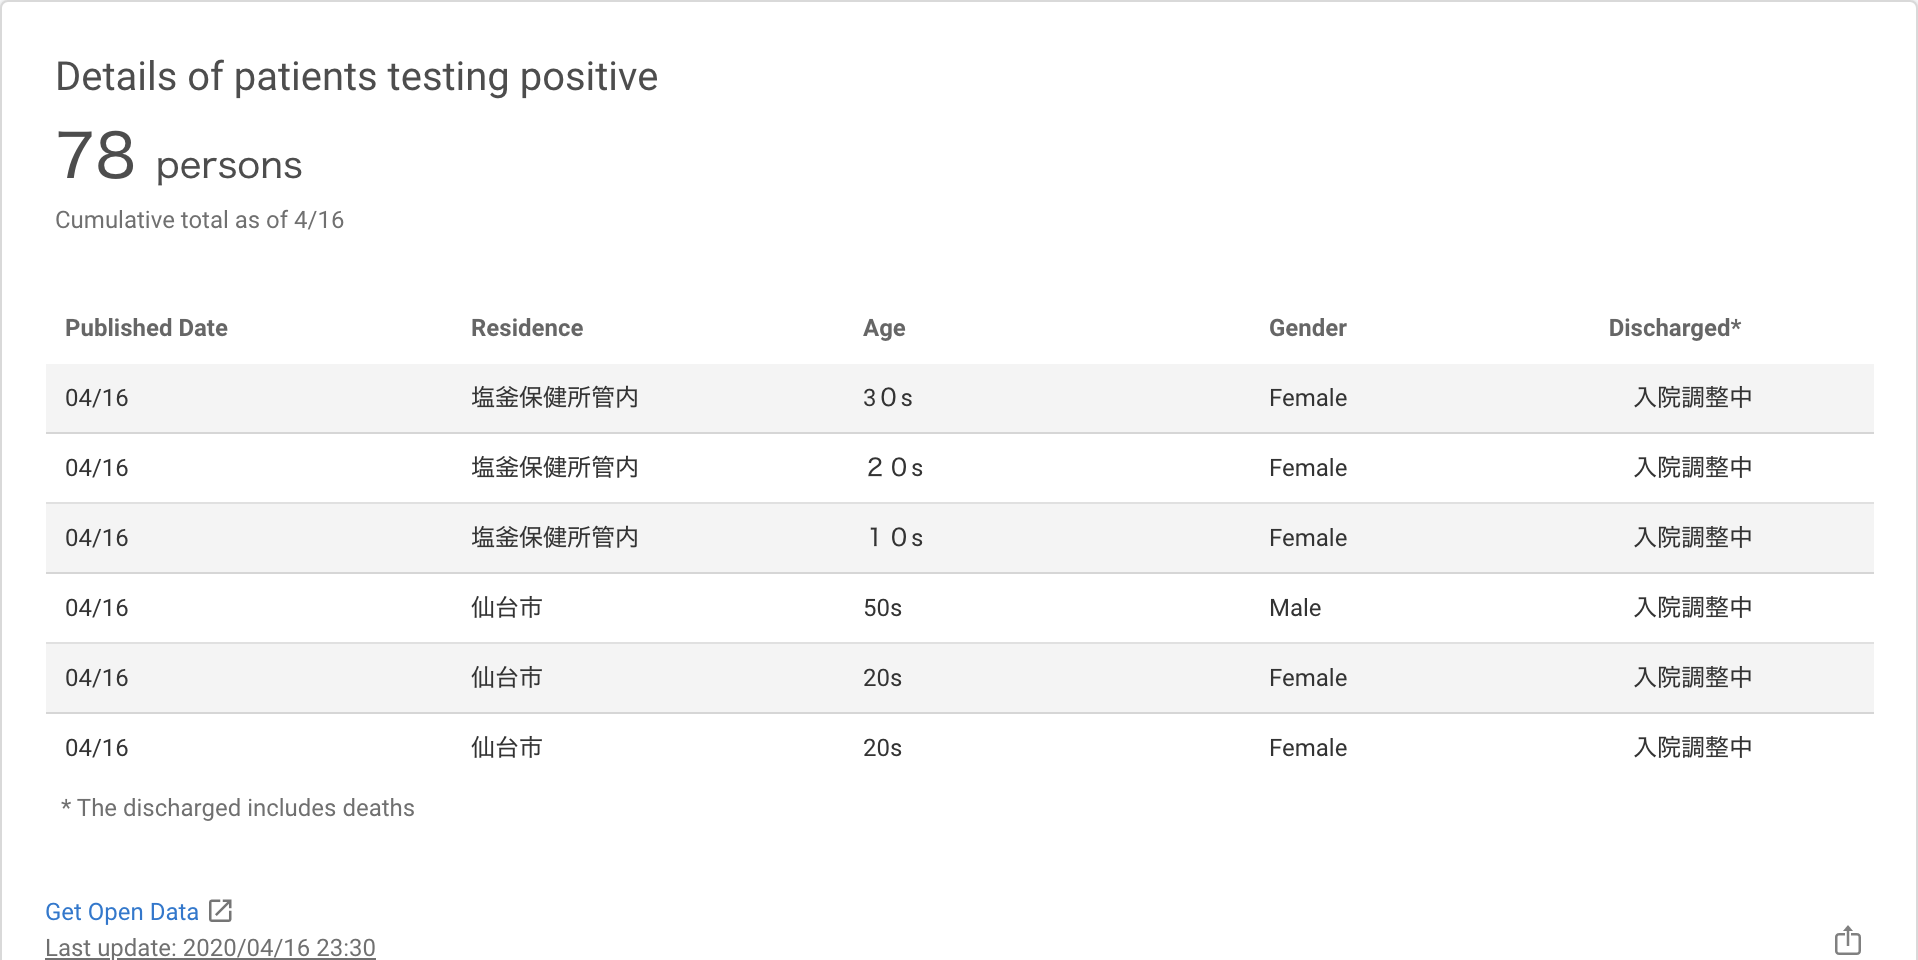 Details of patients testing positive
78 persons
Cumulative total as of 4/16
Published Date Residence Age Gender Discharged*
04/16 塩釜保健所管内 3０s Female 入院調整中
04/16 塩釜保健所管内 ２０s Female 入院調整中
04/16 塩釜保健所管内 １０s Female 入院調整中
04/16 仙台市 50s Male 入院調整中
04/16 仙台市 20s Female 入院調整中
04/16 仙台市 20s Female 入院調整中
* The discharged includes deaths
Get Open Data
Last update: 2020/04/16 23:30